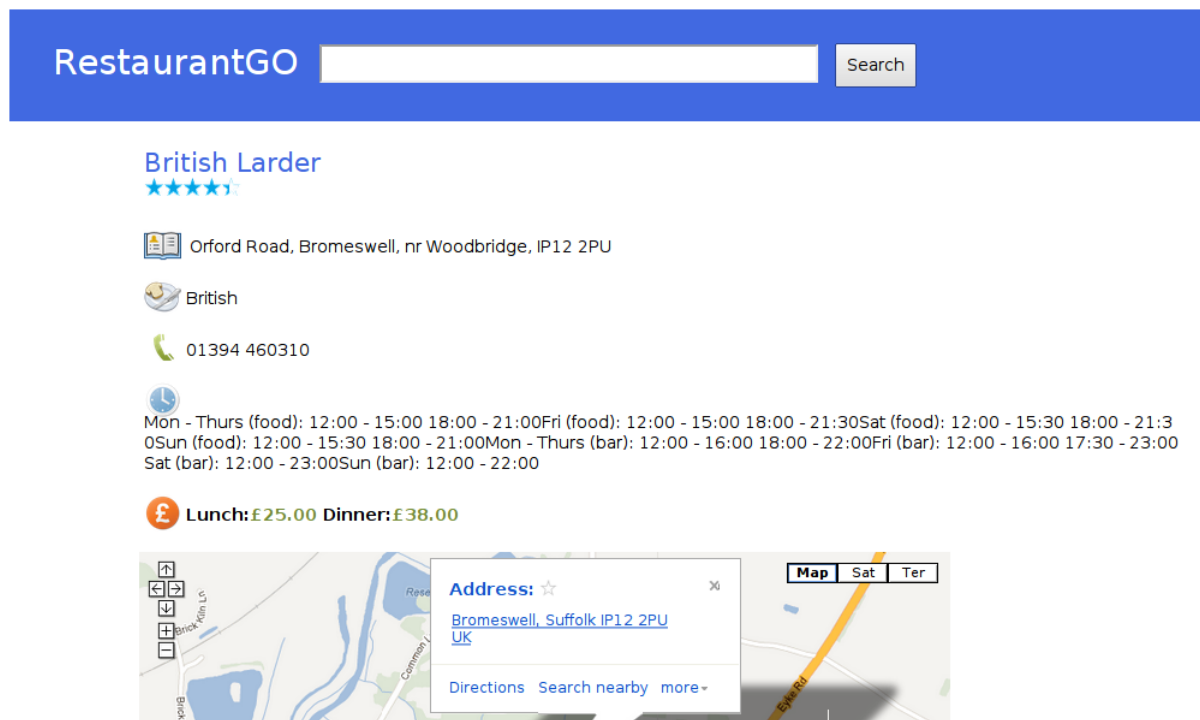 RestaurantGO
Search
British Larder
Orford Road, Bromeswell, nr Woodbridge, IP12 2PU
British
01394 460310
Mon - Thurs (food): 12:00 - 15:00 18:00 - 21:00Fri (food): 12:00 - 15:00 18:00 - 21:30Sat (food): 12:00 - 15:30 18:00 - 21:3
0Sun (food): 12:00 - 15:30 18:00 - 21:00Mon - Thurs (bar): 12:00 - 16:00 18:00 - 22:00Fri (bar): 12:00 - 16:00 17:30 - 23:00
Sat (bar): 12:00 - 23:00Sun (bar): 12:00 - 22:00
£ Lunch:£25.00 Dinner:£38.00
Map Sat Ter
Address:
Bromeswell, Suffolk IP12 2PU
UK
Directions Search nearby more
Brick Kiln Ln
Rese
Common L
Eyke Rd
Brick